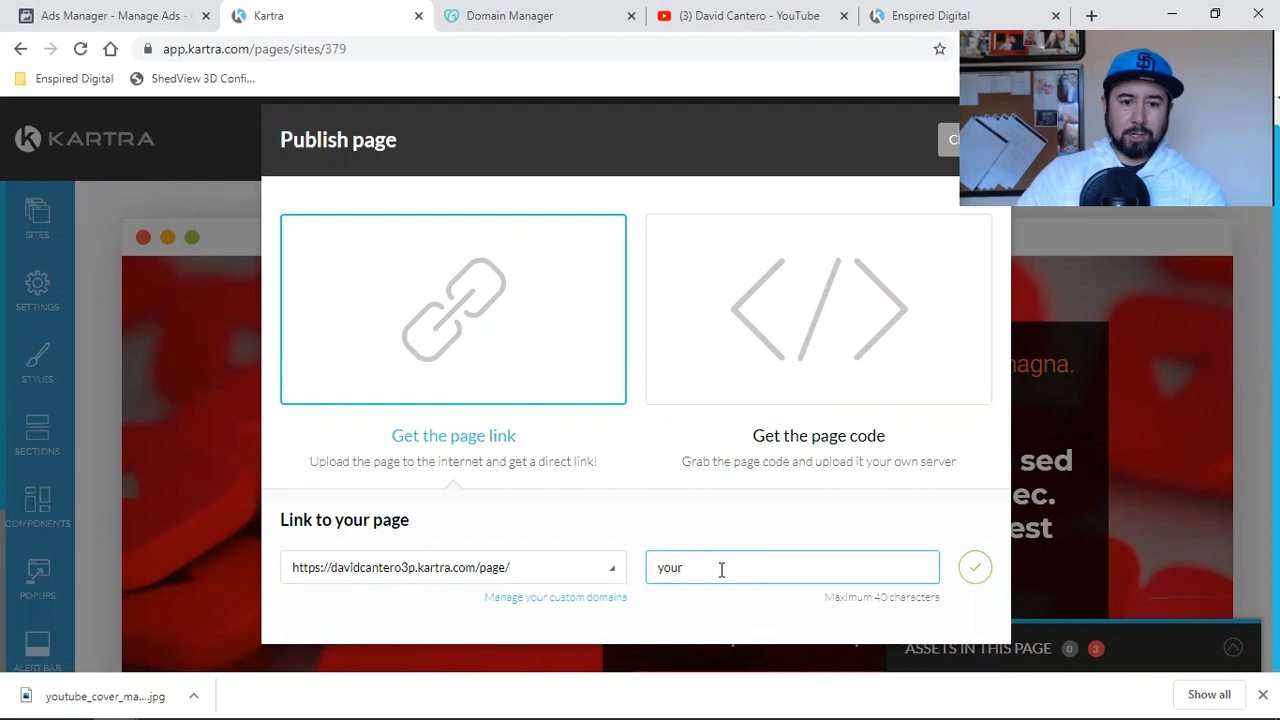 Ads Manager - Manage Ads -
Kartra
Domain Manager
(3) David Cantero - YouTube
Enspired Digital
app.kartra.com/pages/sites/379
Enspired Digital
ShedView 3D Confi...
KARTRA
Publish page
SITES
SETTINGS
STYLES
SECTIONS
COMPONENTS
POPUPS
ALERT BAR
Get the page link
Upload the page to the internet and get a direct link!
Get the page code
Grab the page code and upload it your own server
Link to your page
https://davidcantero3p.kartra.com/page/
your
Manage your custom domains
Maximum 40 characters
magna.
sed
ec.
est
ASSETS IN THIS PAGE 0 3
youtube_cover_ma....jpg
Show all